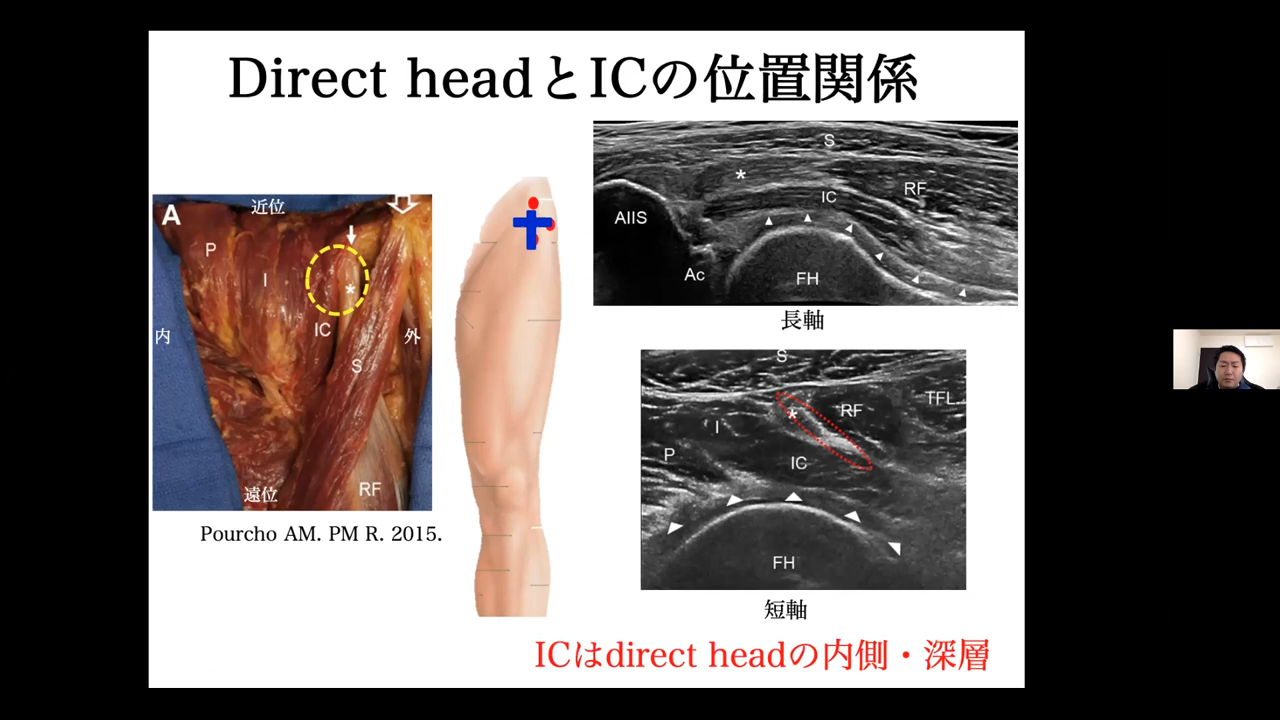 Direct headとICの位置関係
A
近位
P
I
*
IC
内
外
S
遠位
RF
Pourcho AM. PM R. 2015.
S
*
IC
RF
AIIS
Ac
FH
長軸
S
*
RF
TFL
I
P
IC
FH
短軸
ICはdirect headの内側・深層